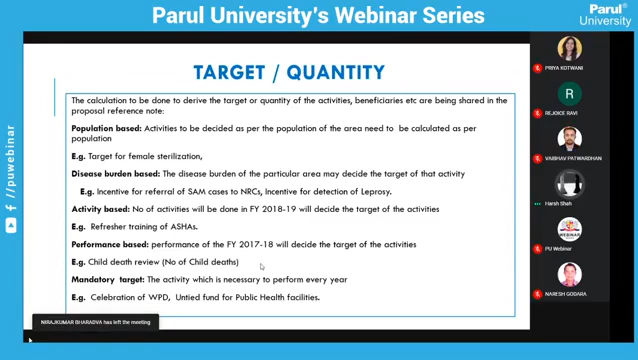 Parul University's Webinar Series
Parul®
University
TARGET / QUANTITY
The calculation to be done to derive the target or quantity of the activities, beneficiaries etc are being shared in the
proposal reference note:
Population based: Activities to be decided as per the population of the area need to be calculated as per
population
E.g. Target for female sterilization,
Disease burden based: The disease burden of the particular area may decide the target of that activity
E.g. Incentive for referral of SAM cases to NRCs, Incentive for detection of Leprosy.
Activity based: No of activities will be done in FY 2018-19 will decide the target of the activities
E.g. Refresher training of ASHAs.
Performance based: performance of the FY 2017-18 will decide the target of the activities
E.g. Child death review (No of Child deaths)
Mandatory target: The activity which is necessary to perform every year
E.g. Celebration of WPD, Untied fund for Public Health facilities.
NIRAJKUMAR BHARADVA has left the meeting
PRIYA KOTWANI
R
REJOICE RAVI
VAIBHAV PATWARDHAN
Harsh Shah
WEBINAR
PU Webinar
NARESH GODARA
/puwebinar